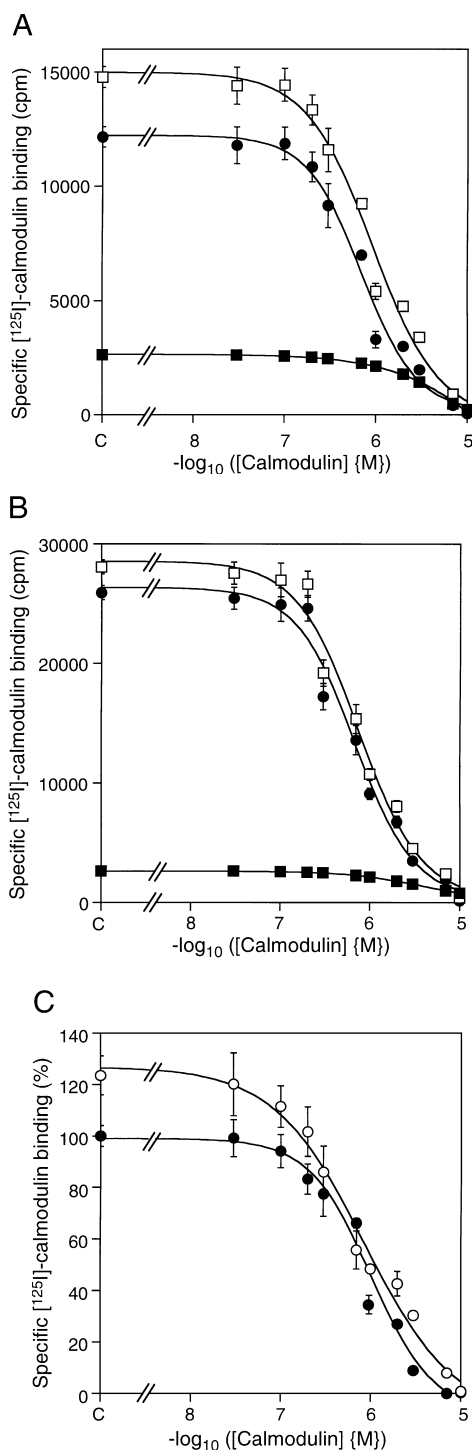 A
Specific [¹²⁵I]-calmodulin binding (cpm)
15000
10000
5000
0
C
8
7
6
5
-log₁₀ ([Calmodulin] {M})
B
Specific [¹²⁵I]-calmodulin binding (cpm)
30000
20000
10000
0
C
8
7
6
5
-log₁₀ ([Calmodulin] {M})
C
Specific [¹²⁵I]-calmodulin binding (%)
140
120
100
80
60
40
20
0
C
8
7
6
5
-log₁₀ ([Calmodulin] {M})